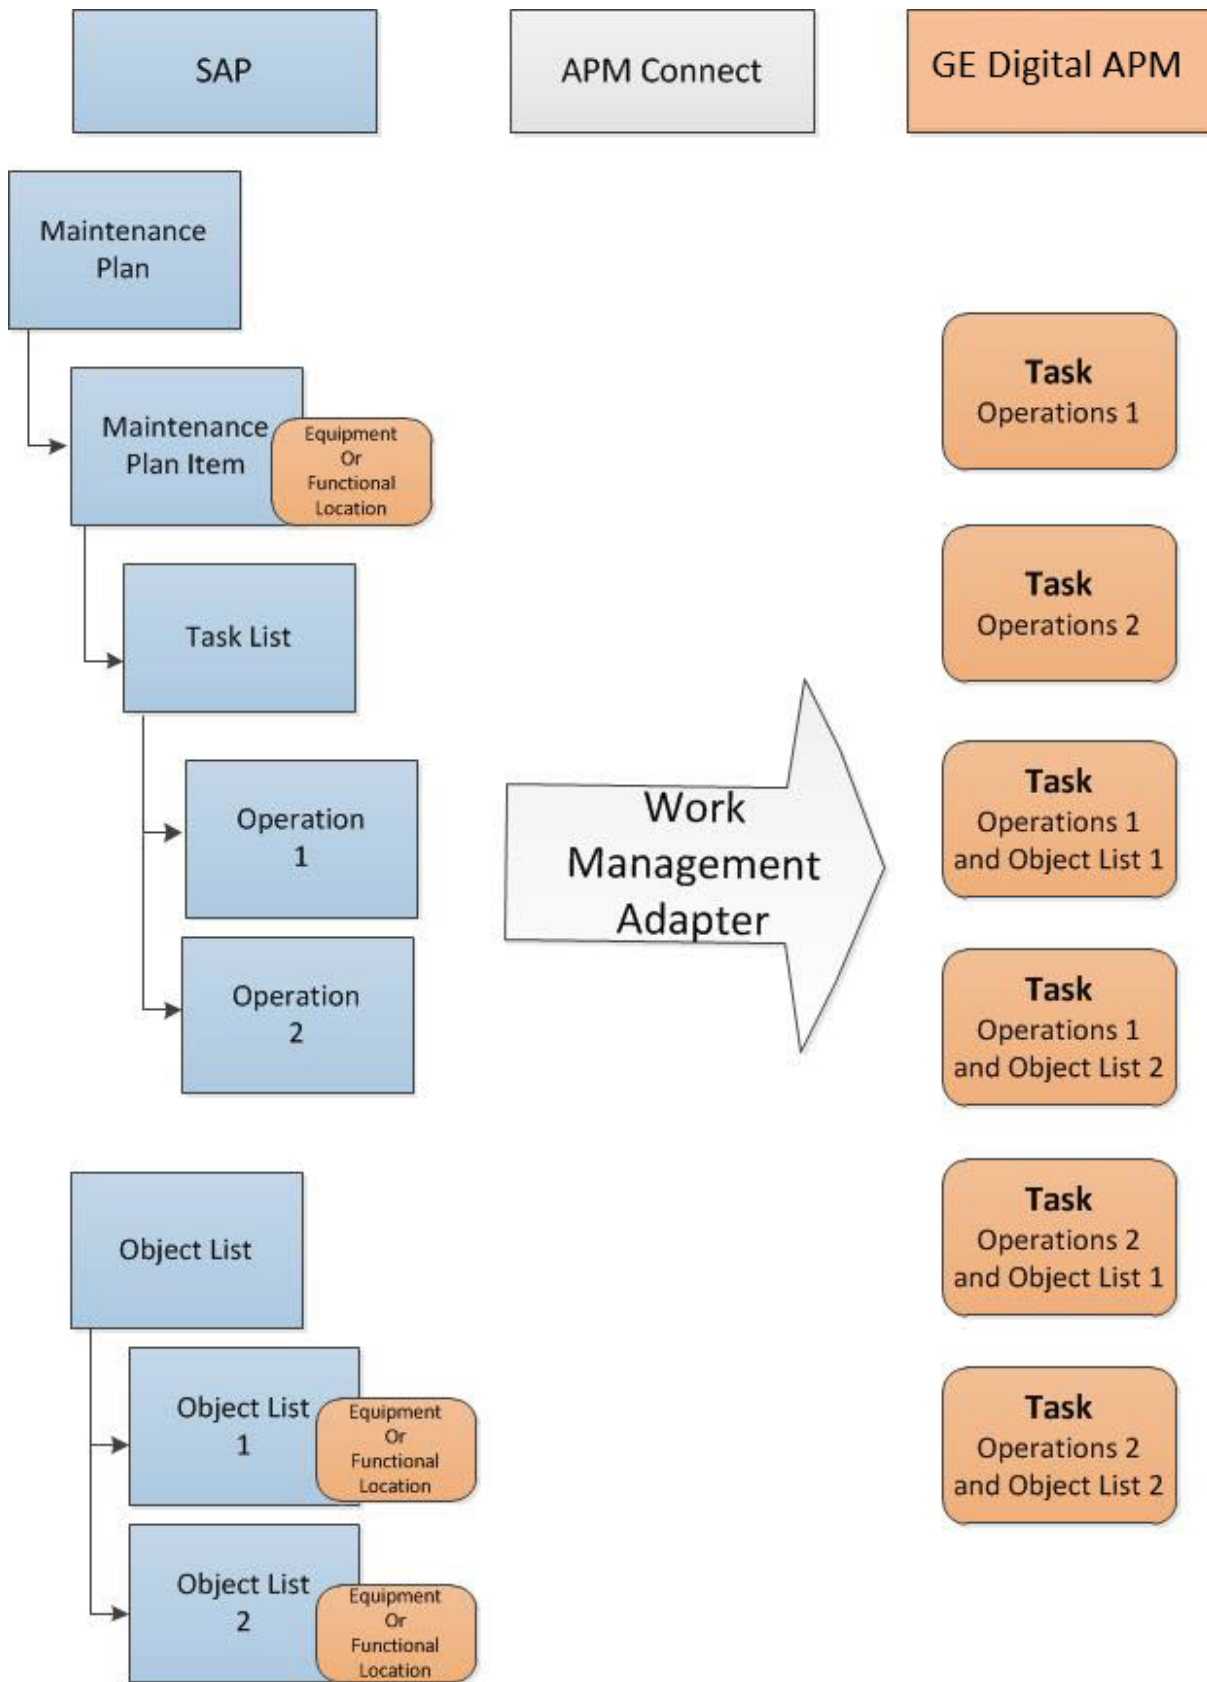 SAP
APM Connect
GE Digital APM
Maintenance
Plan
Maintenance
Plan Item
Equipment
Or
Functional
Location
Task List
Operation
1
Operation
2
Object List
Object List
1
Equipment
Or
Functional
Location
Object List
2
Equipment
Or
Functional
Location
Work
Management
Adapter
Task
Operations 1
Task
Operations 2
Task
Operations 1
and Object List 1
Task
Operations 1
and Object List 2
Task
Operations 2
and Object List 1
Task
Operations 2
and Object List 2